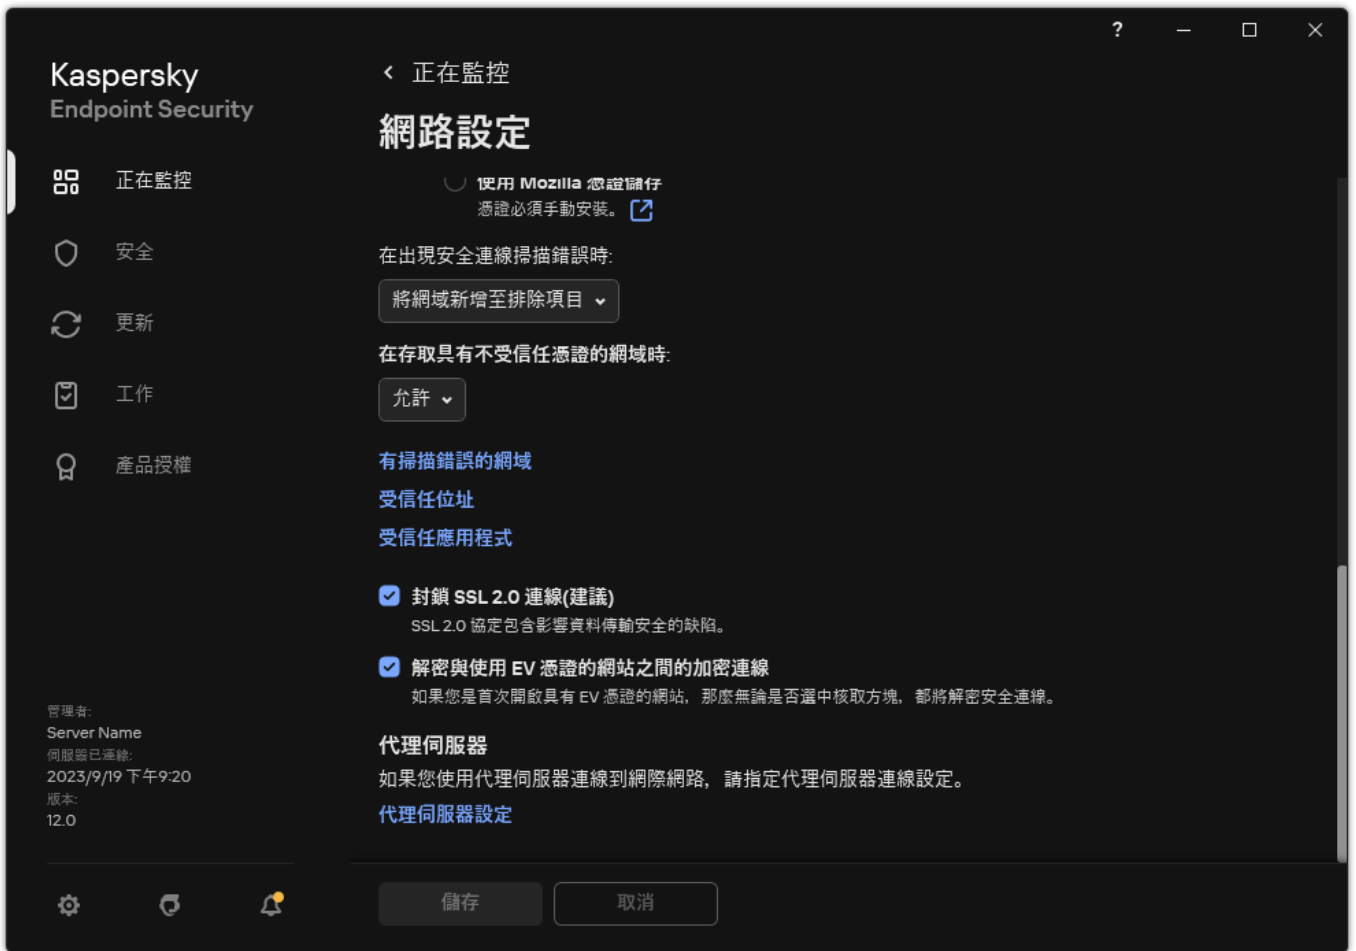 ?
Kaspersky
Endpoint Security
正在監控
安全
更新
工作
產品授權
管理者:
Server Name
伺服器已連線:
2023/9/19 下午9:20
版本:
12.0
正在監控
網路設定
使用 Mozilla 憑證儲存
憑證必須手動安裝。
在出現安全連線掃描錯誤時:
將網域新增至排除項目
在存取具有不受信任憑證的網域時:
允許
有掃描錯誤的網域
受信任位址
受信任應用程式
封鎖 SSL 2.0 連線(建議)
SSL 2.0 協定包含影響資料傳輸安全的缺陷。
解密與使用 EV 憑證的網站之間的加密連線
如果您是首次開啟具有 EV 憑證的網站，那麼無論是否選中核取方塊，都將解密安全連線。
代理伺服器
如果您使用代理伺服器連線到網際網路，請指定代理伺服器連線設定。
代理伺服器設定
儲存
取消